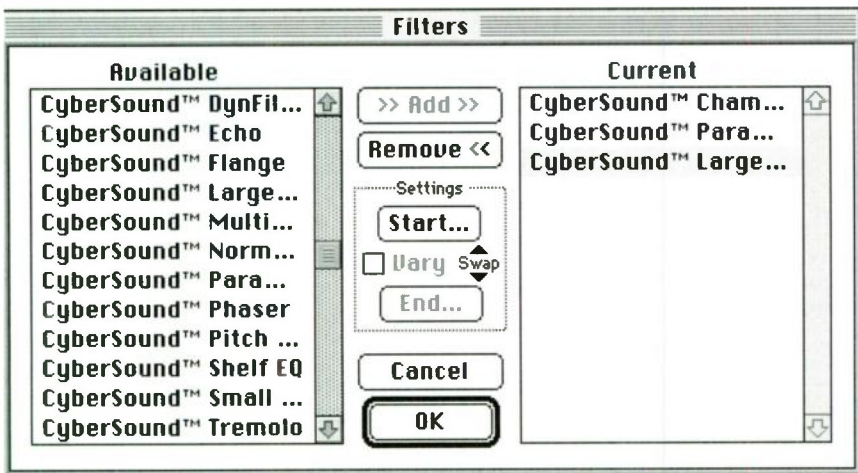 Filters
Available
CyberSound™ DynFil...
CyberSound™ Echo
CyberSound™ Flange
CyberSound™ Large...
CyberSound™ Multi...
CyberSound™ Norm...
CyberSound™ Para...
CyberSound™ Phaser
CyberSound™ Pitch ...
CyberSound™ Shelf EQ
CyberSound™ Small ...
CyberSound™ Tremolo
>> Add >>
Remove <<
Settings
Start...
Vary Swap
End...
Cancel
OK
Current
CyberSound™ Cham...
CyberSound™ Para...
CyberSound™ Large...